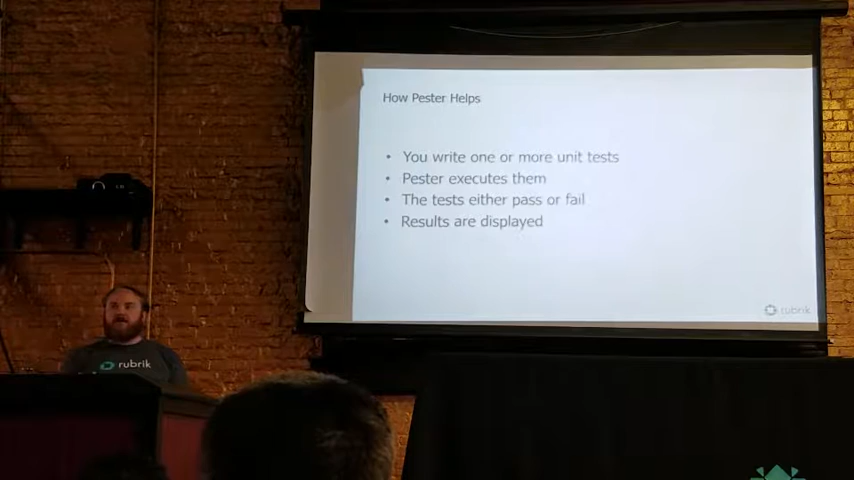 How Pester Helps
• You write one or more unit tests
• Pester executes them
• The tests either pass or fail
• Results are displayed
rubrik
rubrik